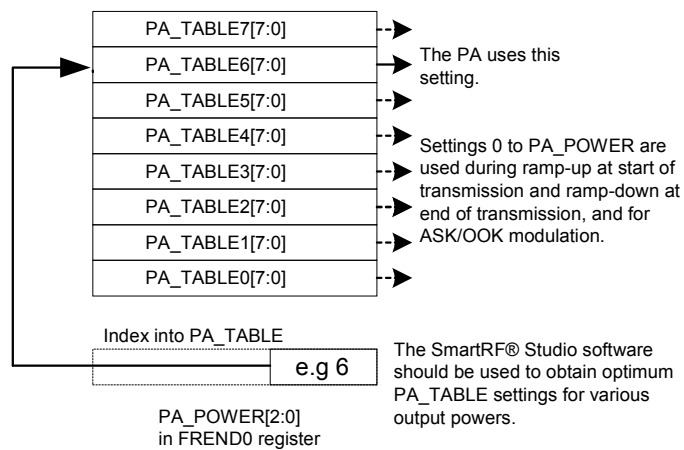 PA_TABLE7[7:0]
PA_TABLE6[7:0]
PA_TABLE5[7:0]
PA_TABLE4[7:0]
PA_TABLE3[7:0]
PA_TABLE2[7:0]
PA_TABLE1[7:0]
PA_TABLE0[7:0]
The PA uses this
setting.
Settings 0 to PA_POWER are
used during ramp-up at start of
transmission and ramp-down at
end of transmission, and for
ASK/OOK modulation.
Index into PA_TABLE
e.g 6
PA_POWER[2:0]
in FREND0 register
The SmartRF® Studio software
should be used to obtain optimum
PA_TABLE settings for various
output powers.